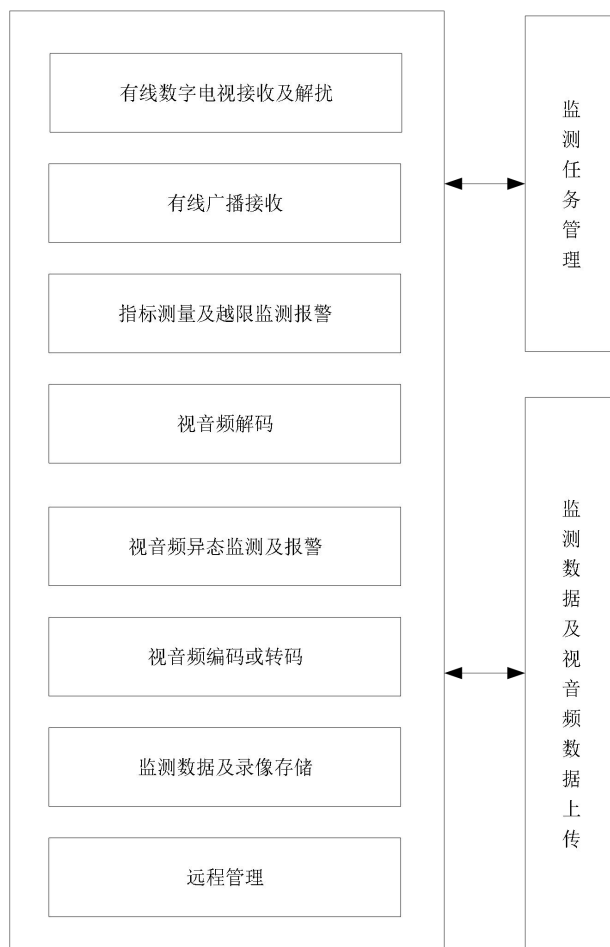 有线数字电视接收及解扰
有线广播接收
指标测量及越限监测报警
视音频解码
视音频异态监测及报警
视音频编码或转码
监测数据及录像存储
远程管理
监测任务管理
监测数据及视音频数据上传